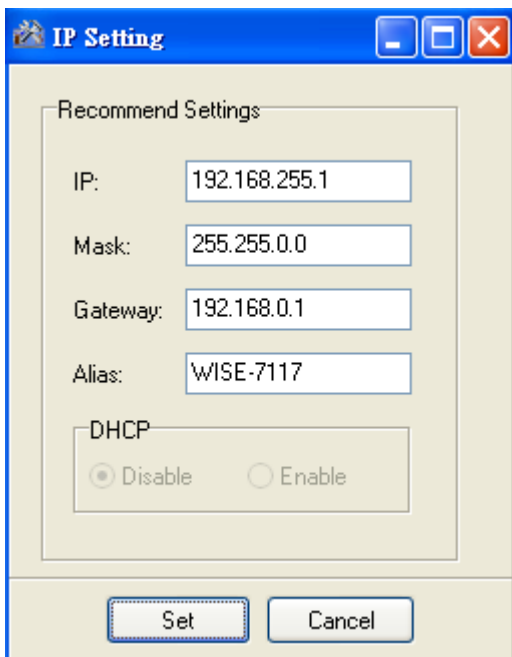 IP Setting
Recommend Settings
IP: 192.168.255.1
Mask: 255.255.0.0
Gateway: 192.168.0.1
Alias: WISE-7117
DHCP
Disable Enable
Set Cancel